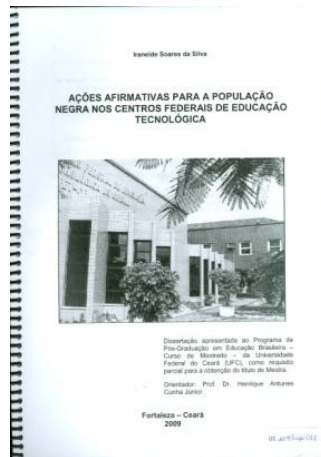 Iraneide Soares da Silva
AÇÕES AFIRMATIVAS PARA A POPULAÇÃO
NEGRA NOS CENTROS FEDERAIS DE EDUCAÇÃO
TECNOLÓGICA
Dissertação apresentada ao Programa de
Pós-Graduação em Educação Brasileira –
Curso de Mestrado – da Universidade
Federal do Ceará (UFC), como requisito
parcial para a obtenção do título de Mestra.
Orientador: Prof. Dr. Henrique Antunes
Cunha Júnior.
Fortaleza – Ceará
2009